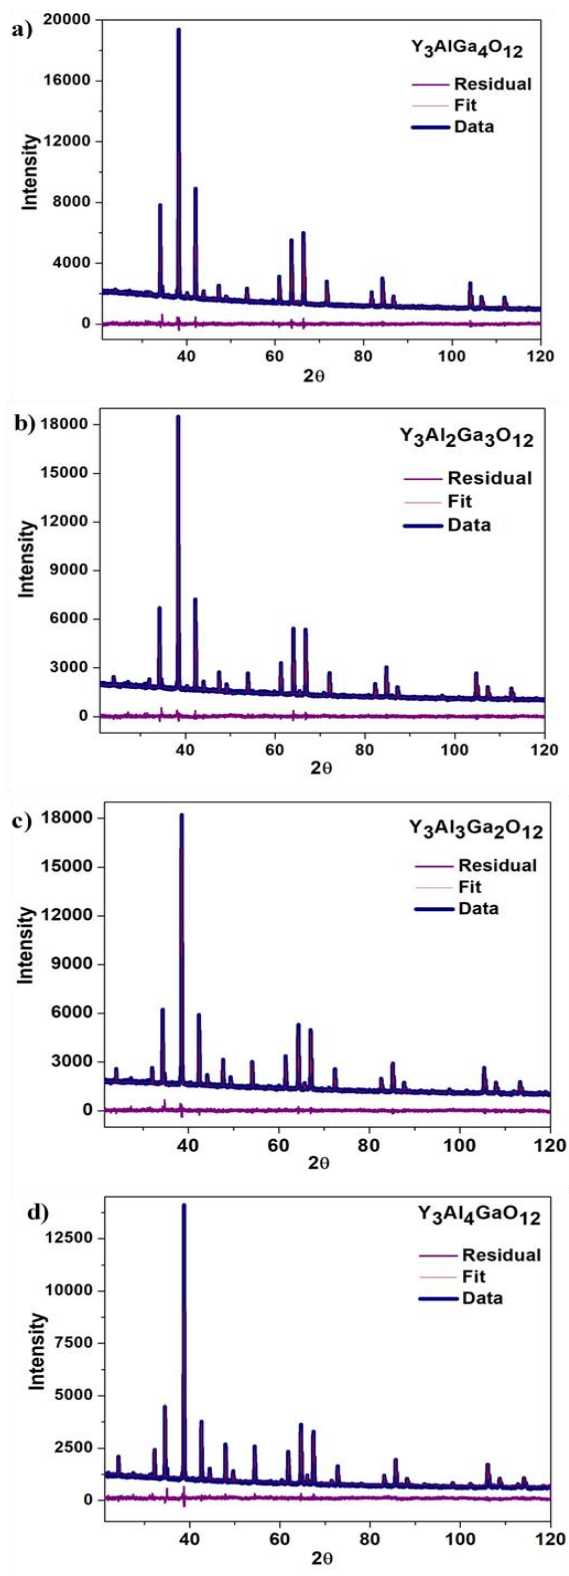 a)
Y3AlGa4O12
Residual
Fit
Data
20000
16000
12000
8000
4000
0
Intensity
40 60 80 100 120
2θ
b)
Y3Al2Ga3O12
Residual
Fit
Data
18000
15000
12000
9000
6000
3000
0
Intensity
40 60 80 100 120
2θ
c)
Y3Al3Ga2O12
Residual
Fit
Data
18000
15000
12000
9000
6000
3000
0
Intensity
40 60 80 100 120
2θ
d)
Y3Al4GaO12
Residual
Fit
Data
12500
10000
7500
5000
2500
0
Intensity
40 60 80 100 120
2θ